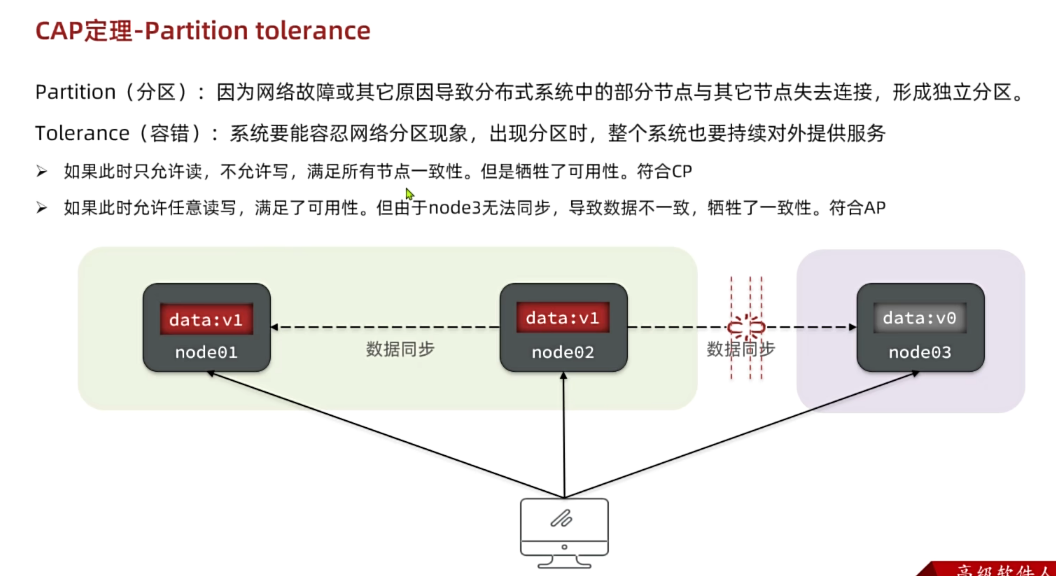 CAP定理-Partition tolerance
Partition（分区）：因为网络故障或其它原因导致分布式系统中的部分节点与其它节点失去连接，形成独立分区。
Tolerance（容错）：系统要能容忍网络分区现象，出现分区时，整个系统也要持续对外提供服务
➢ 如果此时只允许读，不允许写，满足所有节点一致性。但是牺牲了可用性。符合CP
➢ 如果此时允许任意读写，满足了可用性。但由于node3无法同步，导致数据不一致，牺牲了一致性。符合AP
data:v1
node01
数据同步
data:v1
node02
数据同步
data:v0
node03
高级软件人